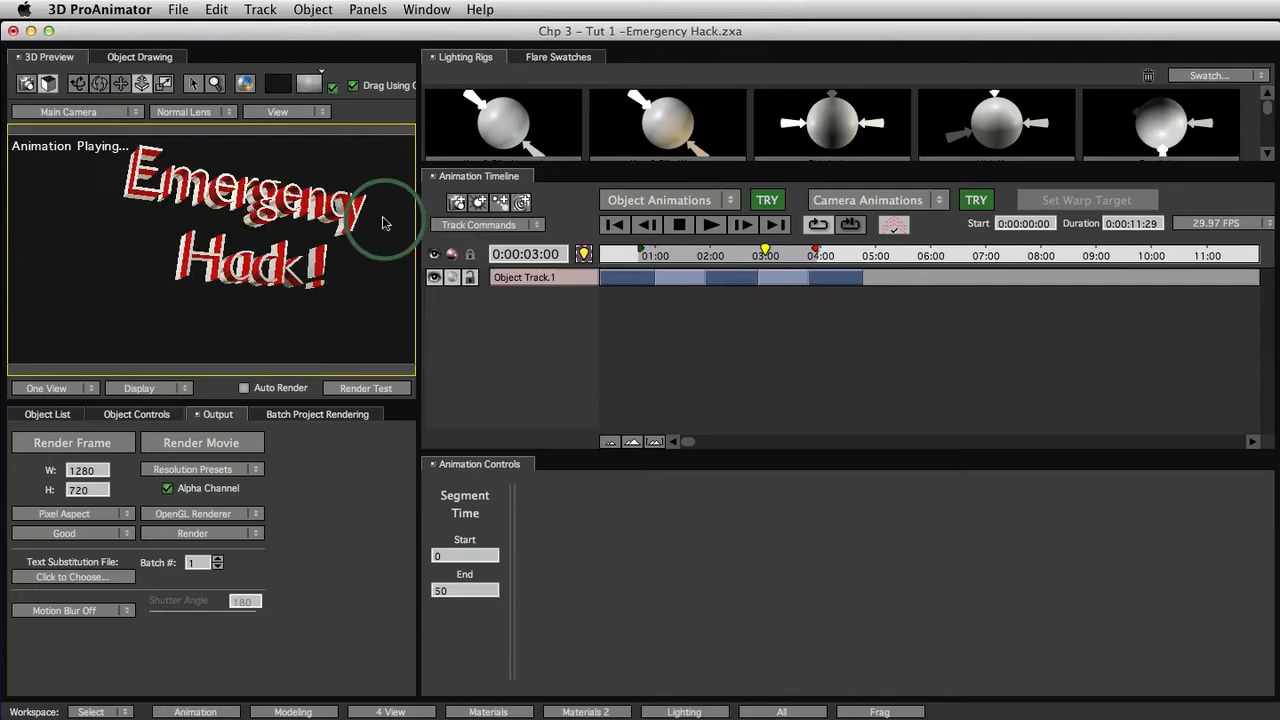 3D ProAnimator File Edit Track Object Panels Window Help
Chp 3 – Tut 1 –Emergency Hack.zxa
3D Preview Object Drawing
Lighting Rigs Flare Swatches
Drag Using
Swatch...
Main Camera Normal Lens View
Animation Playing...
Emergency
Hack!
Animation Timeline
Object Animations TRY Camera Animations TRY Set Warp Target
Track Commands
Start 0:00:00:00 Duration 0:00:11:29 29.97 FPS
0:00:03:00
01:00 02:00 03:00 04:00 05:00 06:00 07:00 08:00 09:00 10:00 11:00
Object Track.1
One View Display Auto Render Render Test
Object List Object Controls Output Batch Project Rendering
Render Frame Render Movie
W: 1280 Resolution Presets
H: 720 Alpha Channel
Pixel Aspect OpenGL Renderer
Good Render
Text Substitution File: Batch #: 1
Click to Choose...
Motion Blur Off Shutter Angle 180
Animation Controls
Segment
Time
Start
0
End
50
Workspace: Select Animation Modeling 4 View Materials Materials 2 Lighting All Frag